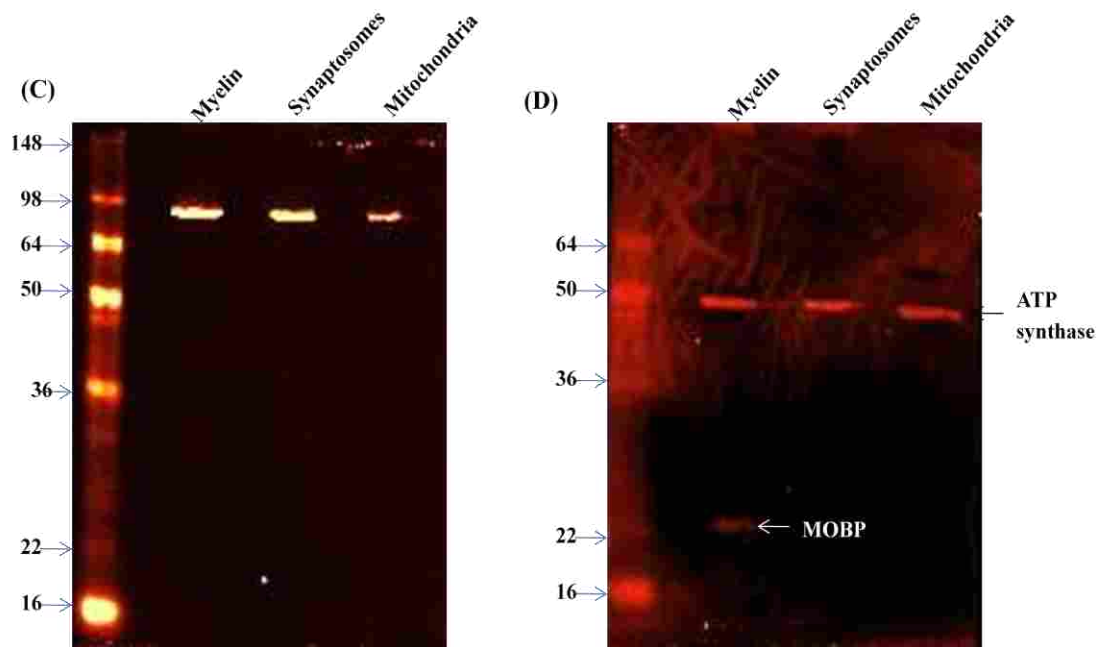 (C)
Myelin
Synaptosomes
Mitochondria
148
98
64
50
36
22
16
(D)
Myelin
Synaptosomes
Mitochondria
64
50
36
22
16
ATP
synthase
MOBP